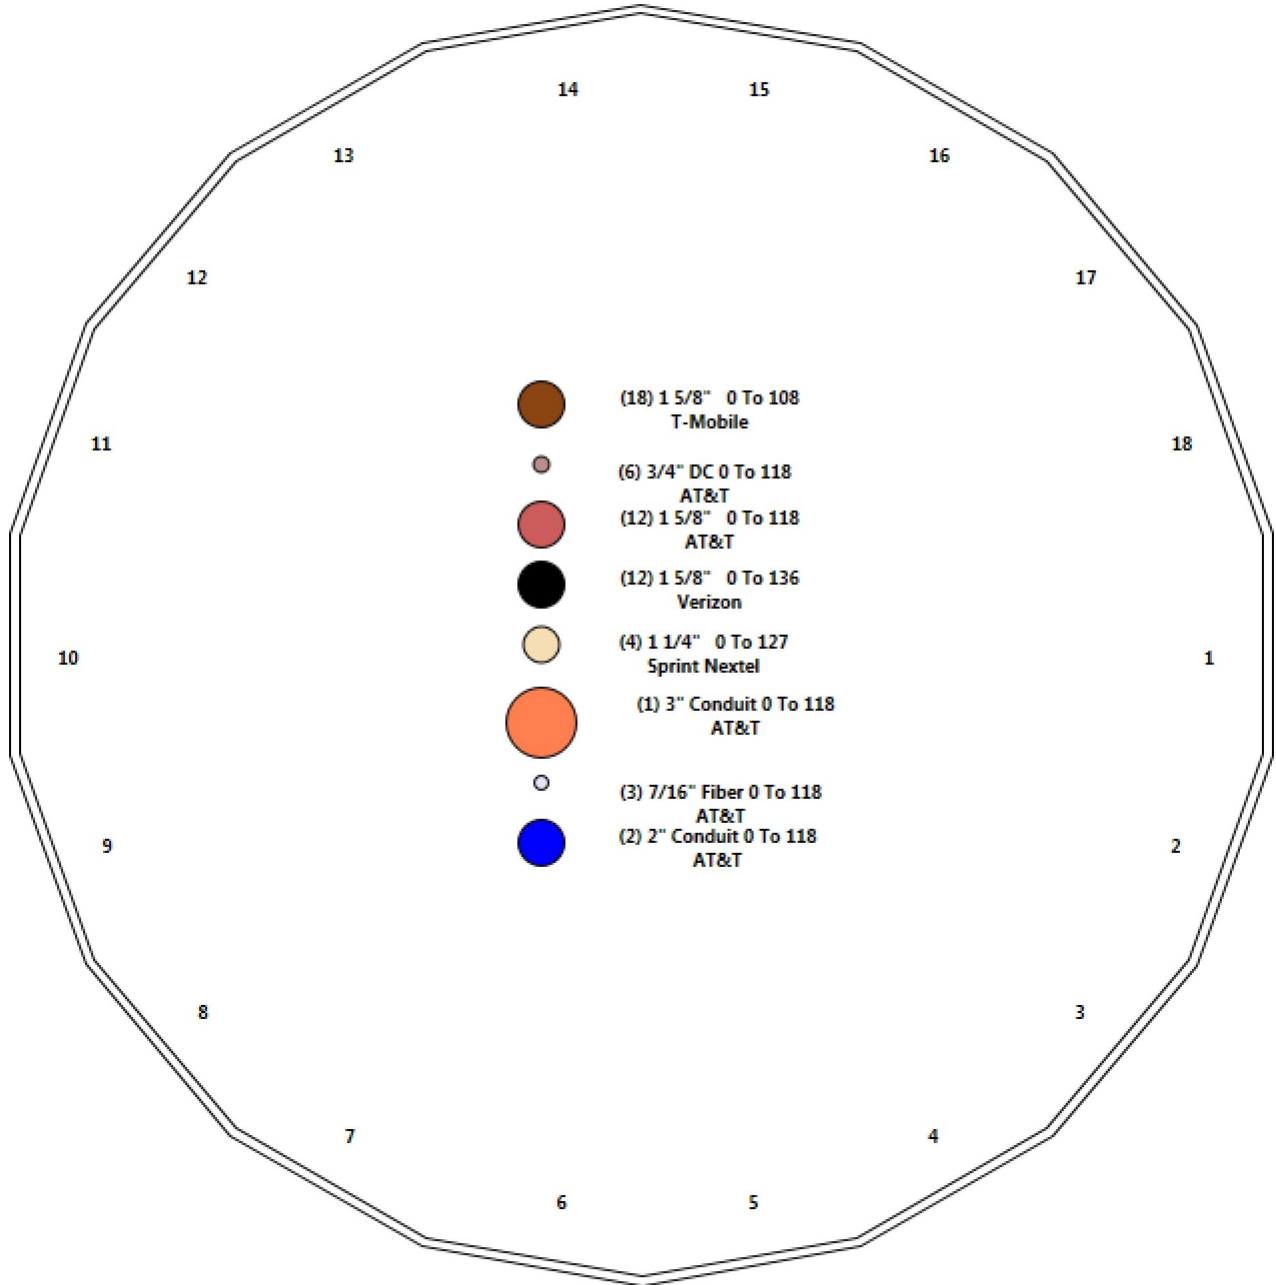 14
15
13
16
12
17
(18) 1 5/8" 0 To 108
T-Mobile
11
18
(6) 3/4" DC 0 To 118
AT&T
(12) 1 5/8" 0 To 118
AT&T
(12) 1 5/8" 0 To 136
Verizon
(4) 1 1/4" 0 To 127
Sprint Nextel
10
1
(1) 3" Conduit 0 To 118
AT&T
(3) 7/16" Fiber 0 To 118
AT&T
(2) 2" Conduit 0 To 118
AT&T
9
2
8
3
7
4
6
5